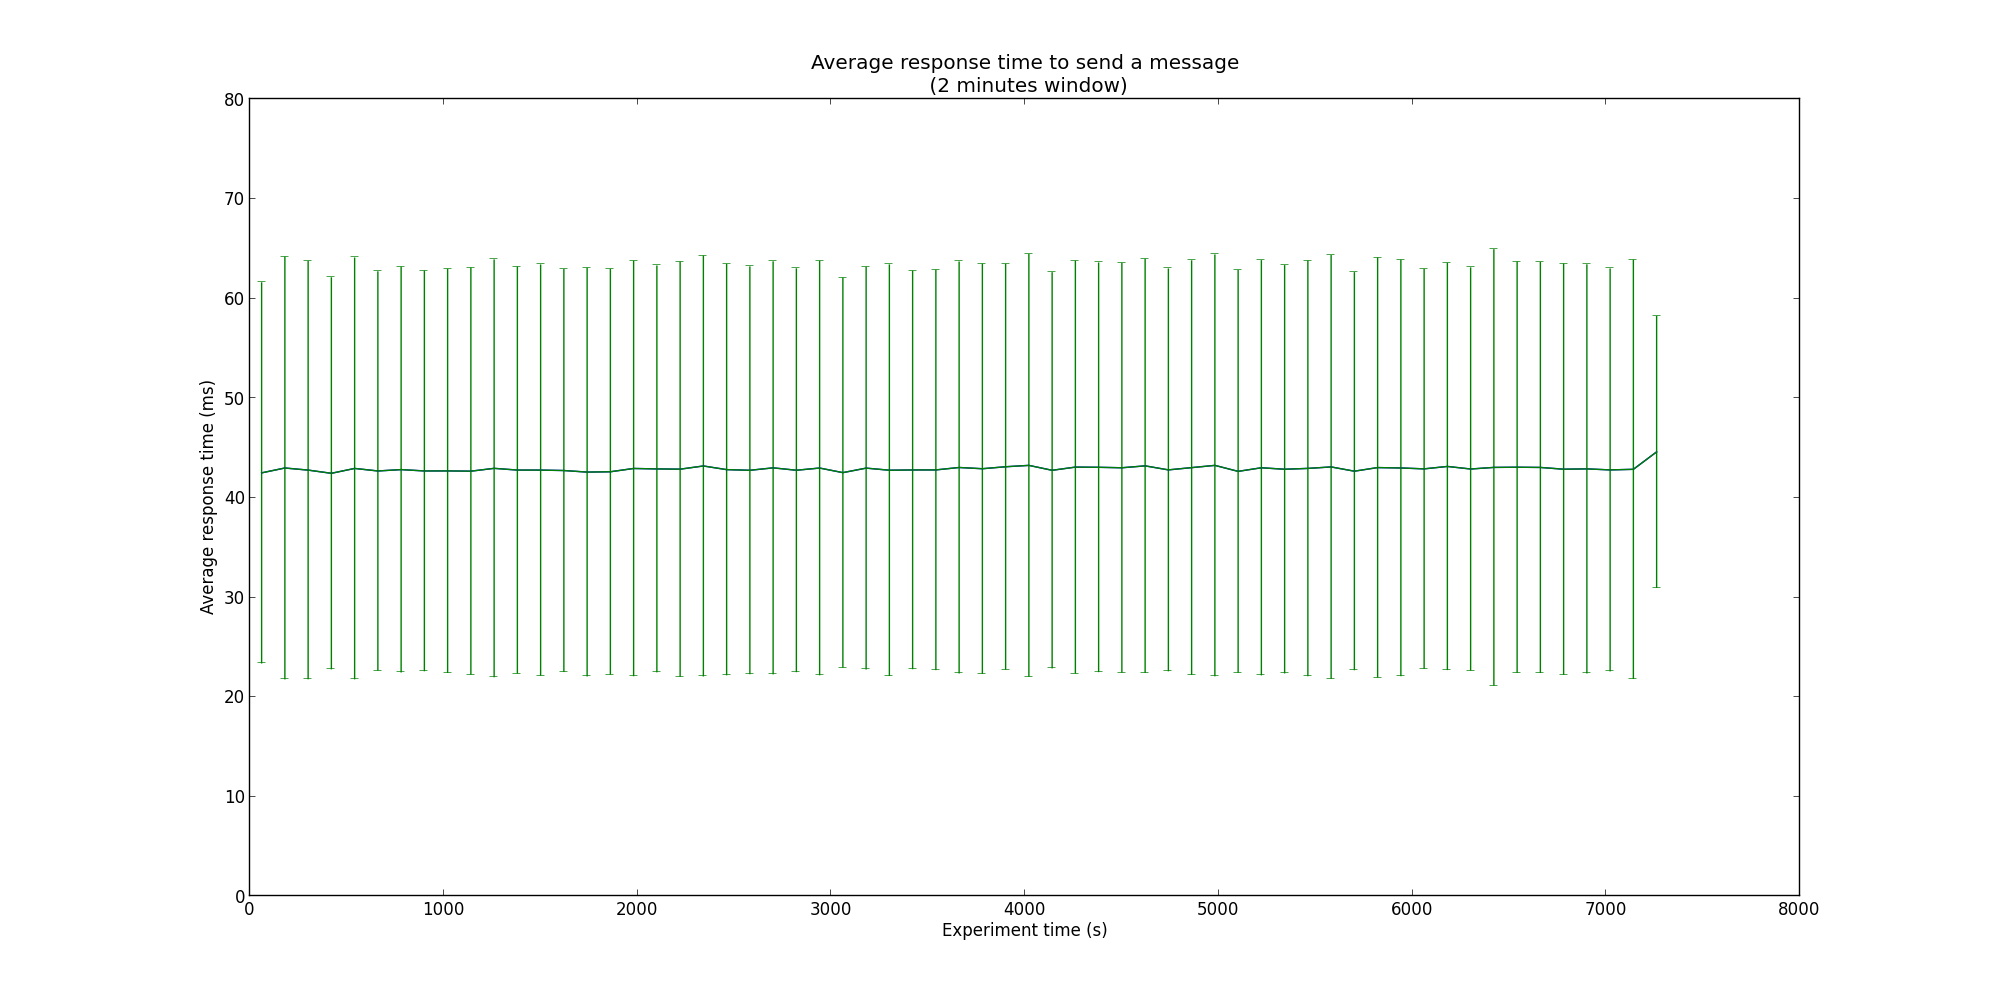 Average response time to send a message
(2 minutes window)
80
70
60
50
40
30
20
10
0
Average response time (ms)
0 1000 2000 3000 4000 5000 6000 7000 8000
Experiment time (s)